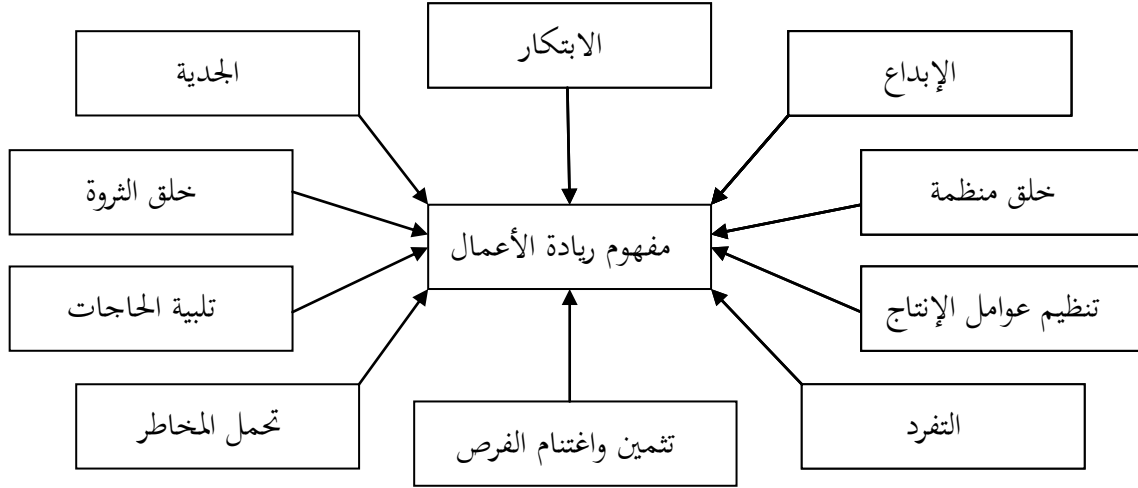 الابتكار
الإبداع
الجدية
خلق منظمة
خلق الثروة
مفهوم ريادة الأعمال
تنظيم عوامل الإنتاج
تلبية الحاجات
التفرد
تثمين واغتنام الفرص
تحمل المخاطر